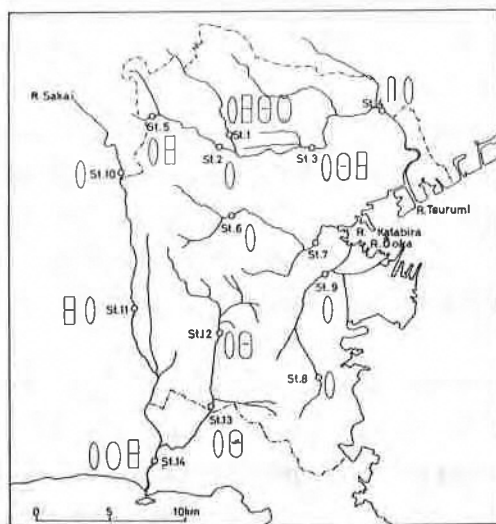 R. Sakai
St.4
St.5
St.1
St.2
St.3
St.10
R. Tsurumi
St.6
R. Katabira
St.7
R. Ooka
St.9
St.11
St.12
St.8
St.13
St.14
0 5 10km